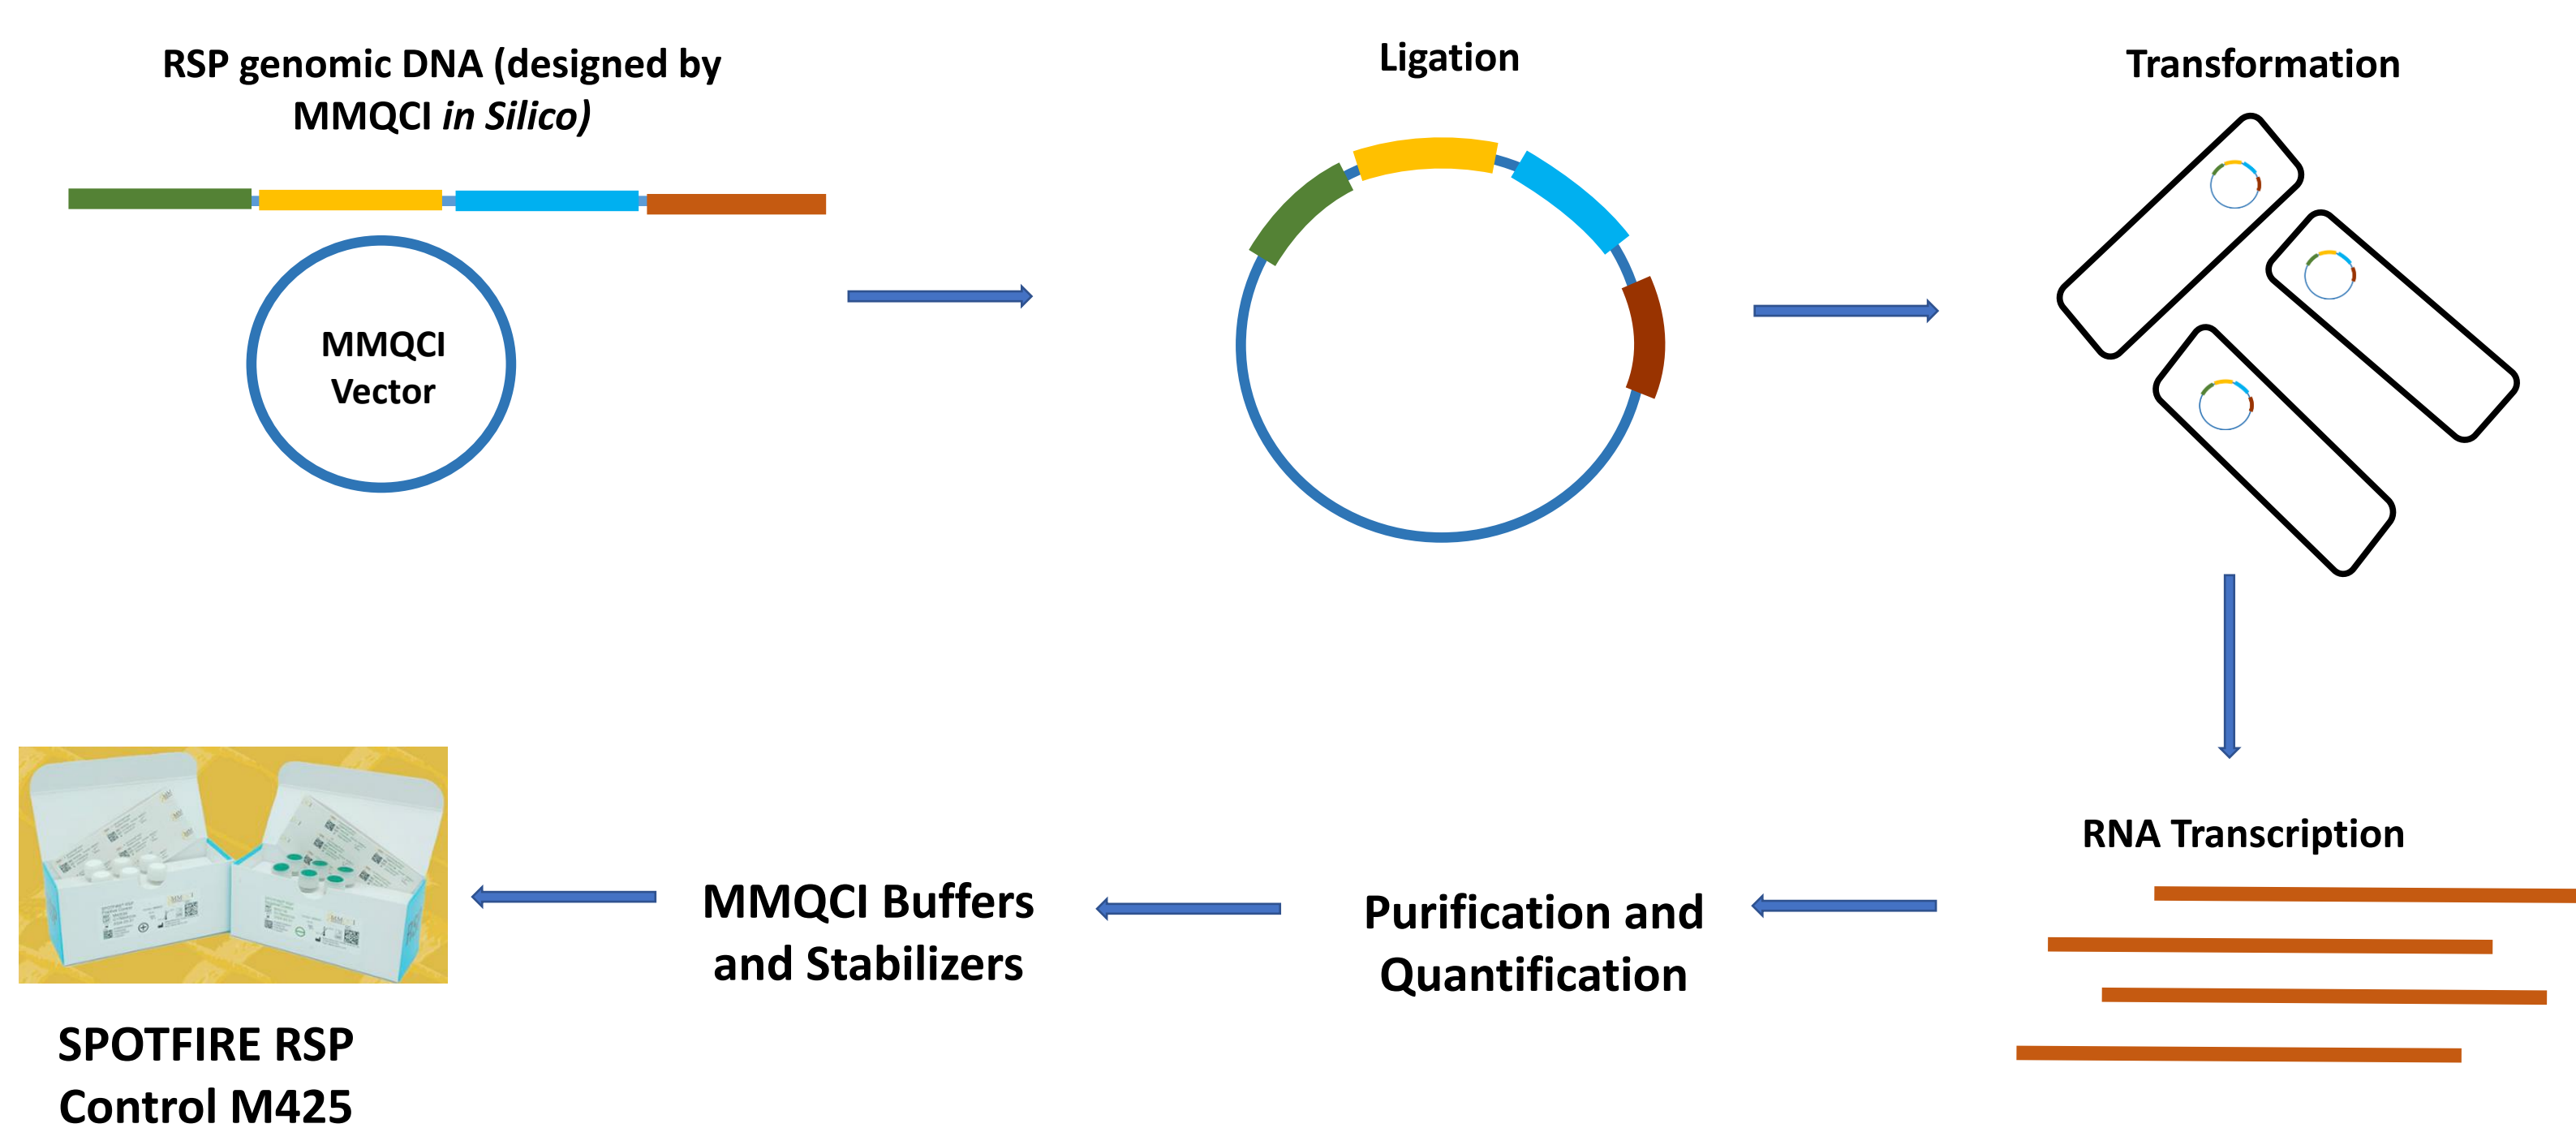 RSP genomic DNA (designed by
MMQCI in Silico)
MMQCI
Vector
Ligation
Transformation
RNA Transcription
Purification and
Quantification
MMQCI Buffers
and Stabilizers
SPOTFIRE RSP
Control M425